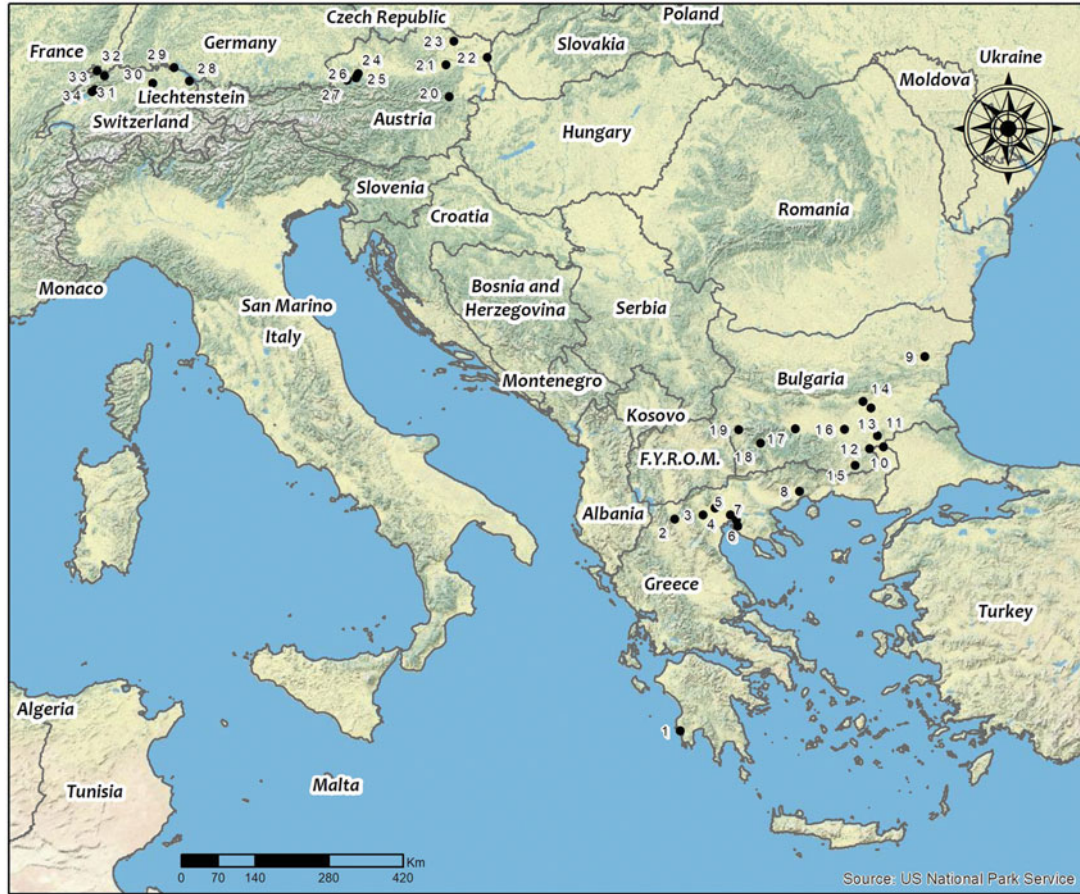 Czech Republic
Poland
France
32
29
Germany
23
Slovakia
Ukraine
33
30
28
26
24
21
22
Moldova
34
31
Liechtenstein
27
25
20
Switzerland
Austria
Hungary
Slovenia
Croatia
Romania
Monaco
San Marino
Bosnia and
Herzegovina
Serbia
Italy
9
Montenegro
Bulgaria
14
Kosovo
19
17
16
13
11
18
12
10
F.Y.R.O.M.
15
Albania
8
5
7
3
2
4
6
Greece
Turkey
Algeria
1
Tunisia
Malta
Km
0 70 140 280 420
Source: US National Park Service